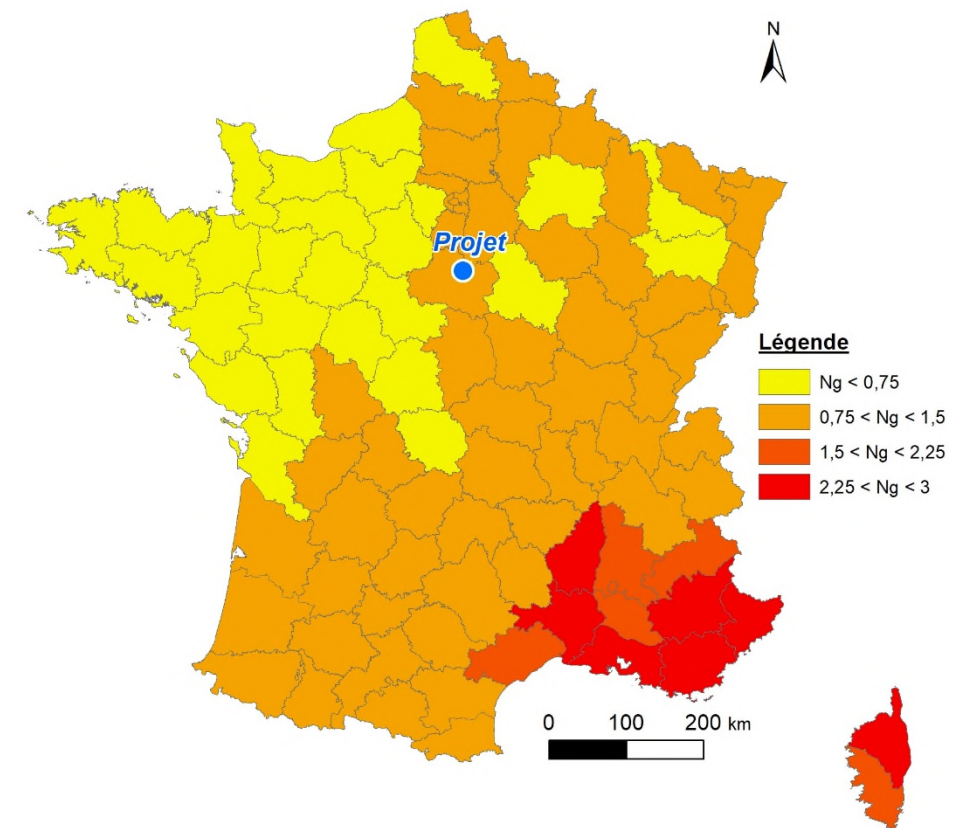 N
Projet
Légende
Ng < 0,75
0,75 < Ng < 1,5
1,5 < Ng < 2,25
2,25 < Ng < 3
0 100 200 km